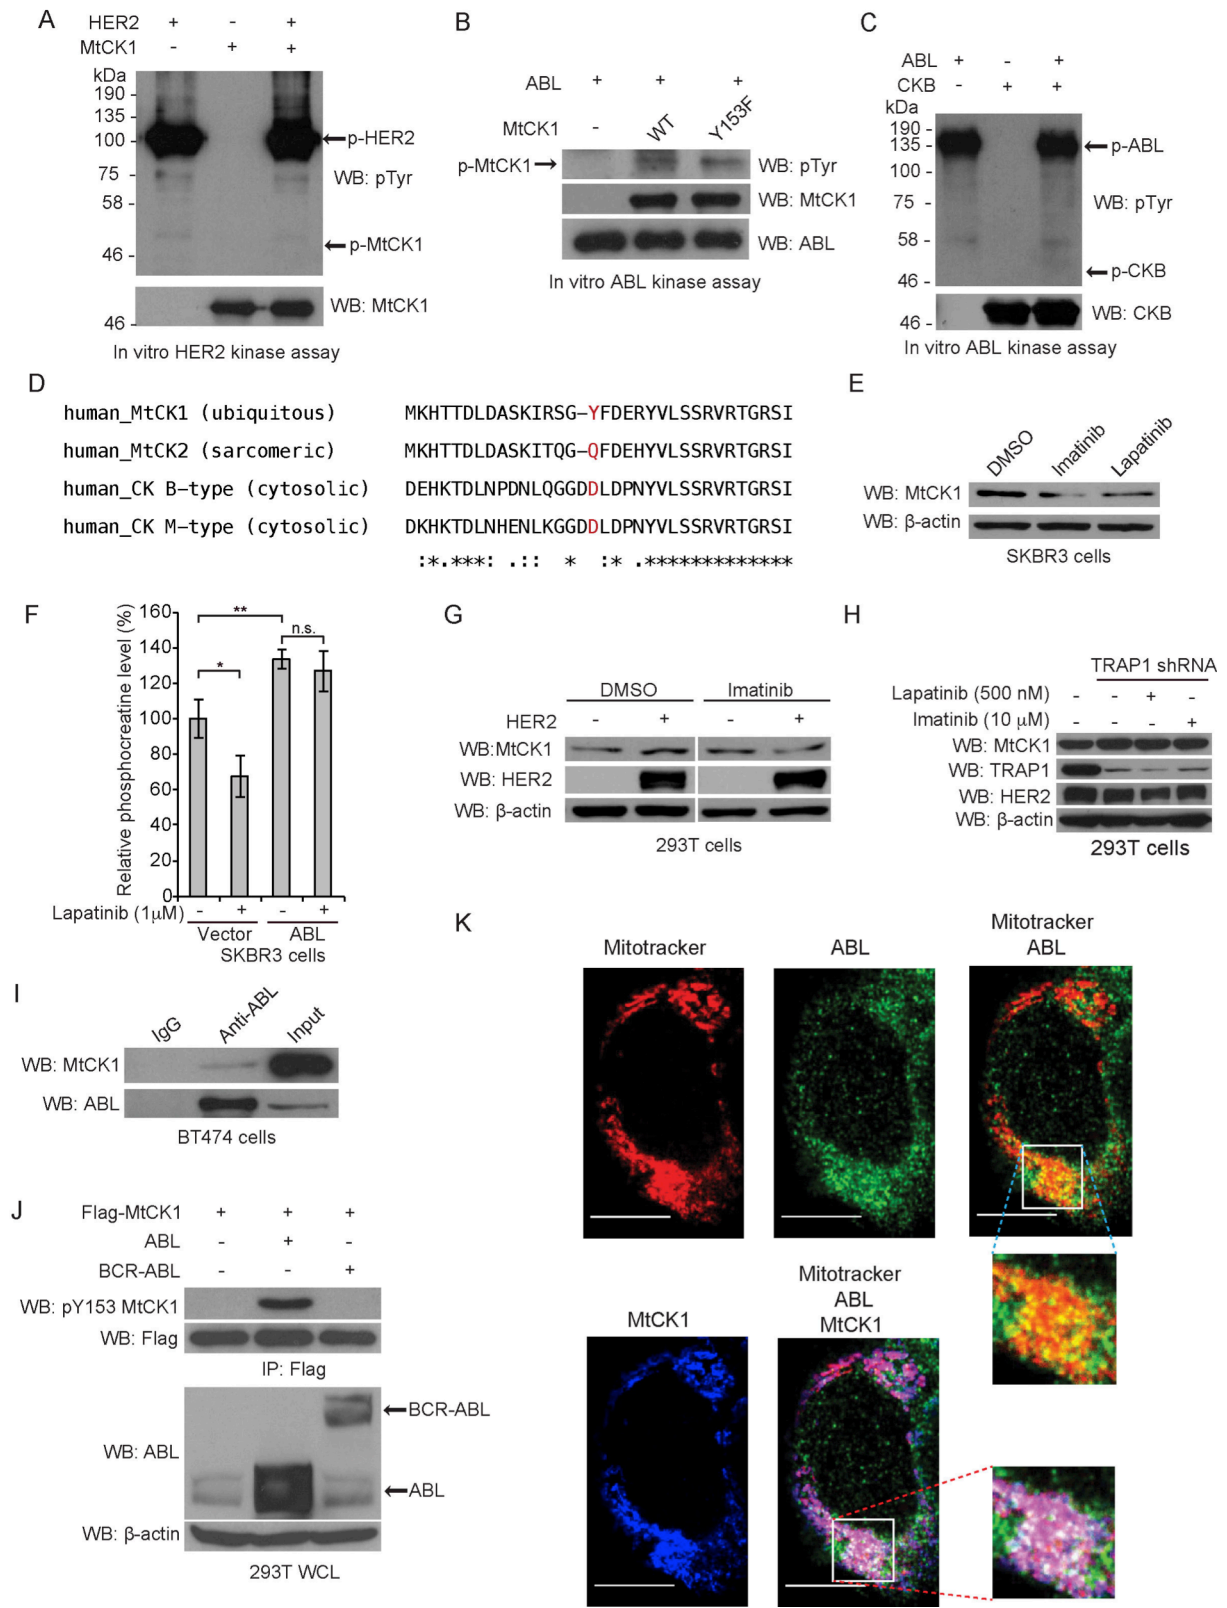 A
HER2 + - +
MtCK1 - + +
kDa
190 -
135 -
100 -
75 -
58 -
46 -
p-HER2
WB: pTyr
p-MtCK1
WB: MtCK1
46 -
In vitro HER2 kinase assay
B
ABL + + +
MtCK1 - WT Y153F
p-MtCK1
WB: pTyr
WB: MtCK1
WB: ABL
In vitro ABL kinase assay
C
ABL + - +
CKB - + +
kDa
190 -
135 -
100 -
75 -
58 -
46 -
p-ABL
WB: pTyr
p-CKB
WB: CKB
46 -
In vitro ABL kinase assay
D
human_MtCK1 (ubiquitous) MKHTTDLDASKIRSG–YFDERYVLSSRVRTGRSI
human_MtCK2 (sarcomeric) MKHTTDLDASKITQG–QFDEHYVLSSRVRTGRSI
human_CK B–type (cytosolic) DEHKTDLNPDNLQGGDDLDPNYVLSSRVRTGRSI
human_CK M–type (cytosolic) DKHKTDLNHENLKGGDDLDPNYVLSSRVRTGRSI
:*.***: .:: * :* .*************
E
DMSO Imatinib Lapatinib
WB: MtCK1
WB: β-actin
SKBR3 cells
F
Relative phosphocreatine level (%)
160
140
120
100
80
60
40
20
0
**
*
n.s.
Lapatinib (1μM) - + - +
Vector ABL
SKBR3 cells
G
DMSO Imatinib
HER2 - + - +
WB:MtCK1
WB: HER2
WB: β-actin
293T cells
H
TRAP1 shRNA
Lapatinib (500 nM) - - + -
Imatinib (10 μM) - - - +
WB: MtCK1
WB: TRAP1
WB: HER2
WB: β-actin
293T cells
I
IgG Anti-ABL Input
WB: MtCK1
WB: ABL
BT474 cells
J
Flag-MtCK1 + + +
ABL - + -
BCR-ABL - - +
WB: pY153 MtCK1
WB: Flag
IP: Flag
WB: ABL
BCR-ABL
ABL
WB: β-actin
293T WCL
K
Mitotracker
ABL
Mitotracker
ABL
MtCK1
Mitotracker
ABL
MtCK1